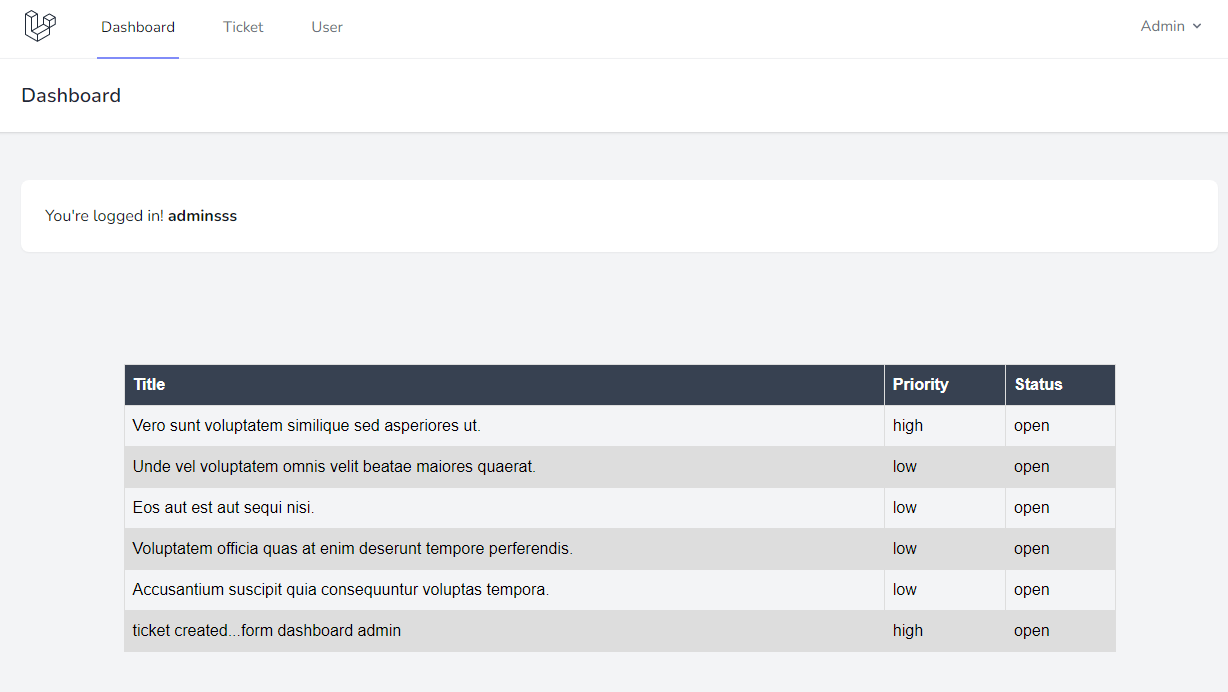 Dashboard Ticket User Admin
Dashboard
You're logged in! adminsss
Title Priority Status
Vero sunt voluptatem similique sed asperiores ut. high open
Unde vel voluptatem omnis velit beatae maiores quaerat. low open
Eos aut est aut sequi nisi. low open
Voluptatem officia quas at enim deserunt tempore perferendis. low open
Accusantium suscipit quia consequuntur voluptas tempora. low open
ticket created...form dashboard admin high open